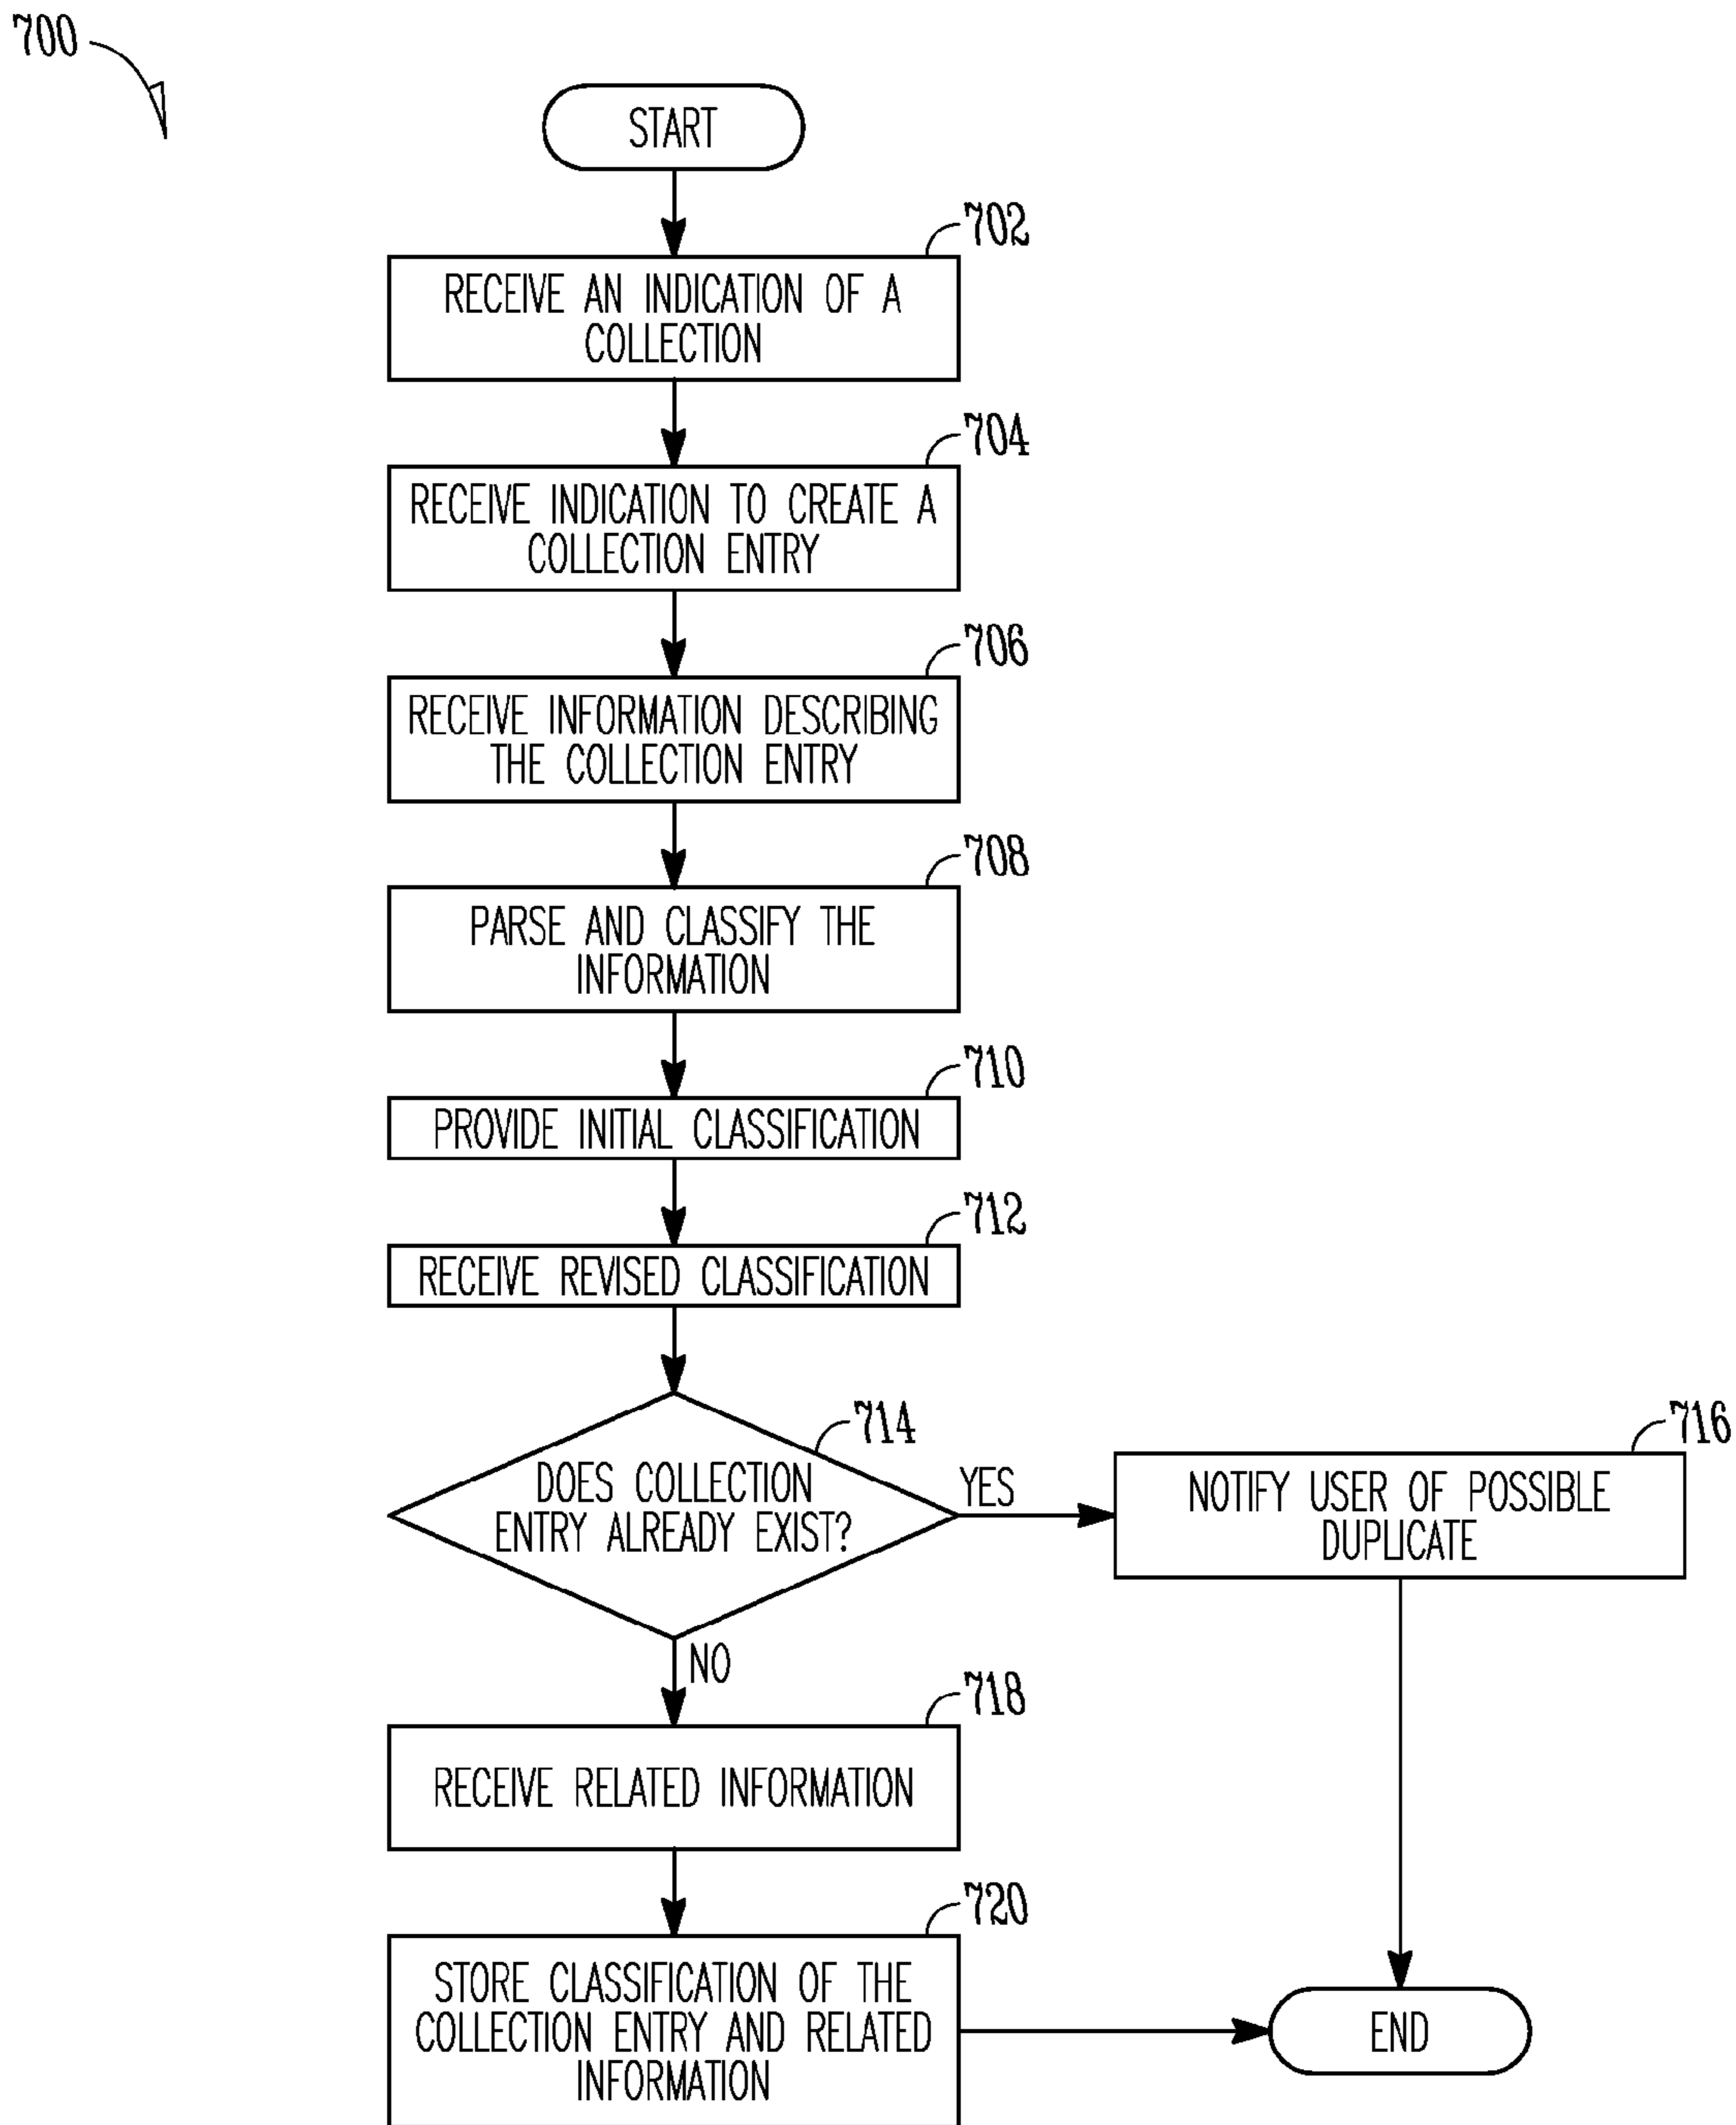 700
START
702
RECEIVE AN INDICATION OF A
COLLECTION
704
RECEIVE INDICATION TO CREATE A
COLLECTION ENTRY
706
RECEIVE INFORMATION DESCRIBING
THE COLLECTION ENTRY
708
PARSE AND CLASSIFY THE
INFORMATION
710
PROVIDE INITIAL CLASSIFICATION
712
RECEIVE REVISED CLASSIFICATION
714
DOES COLLECTION
ENTRY ALREADY EXIST?
YES
716
NOTIFY USER OF POSSIBLE
DUPLICATE
NO
718
RECEIVE RELATED INFORMATION
720
STORE CLASSIFICATION OF THE
COLLECTION ENTRY AND RELATED
INFORMATION
END